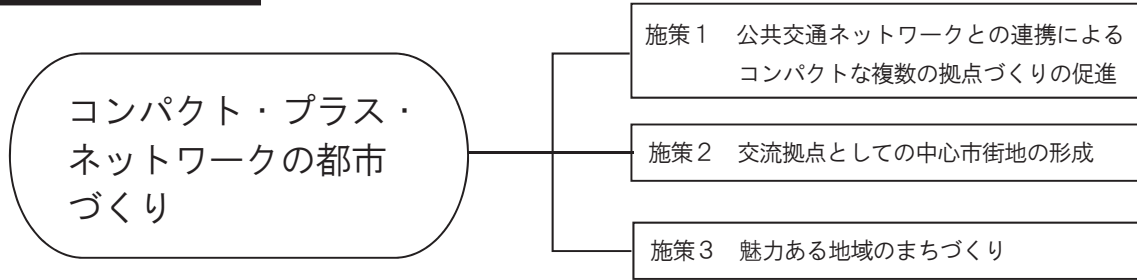 コンパクト・プラス・
ネットワークの都市
づくり
施策1　公共交通ネットワークとの連携による
コンパクトな複数の拠点づくりの促進
施策2　交流拠点としての中心市街地の形成
施策3　魅力ある地域のまちづくり